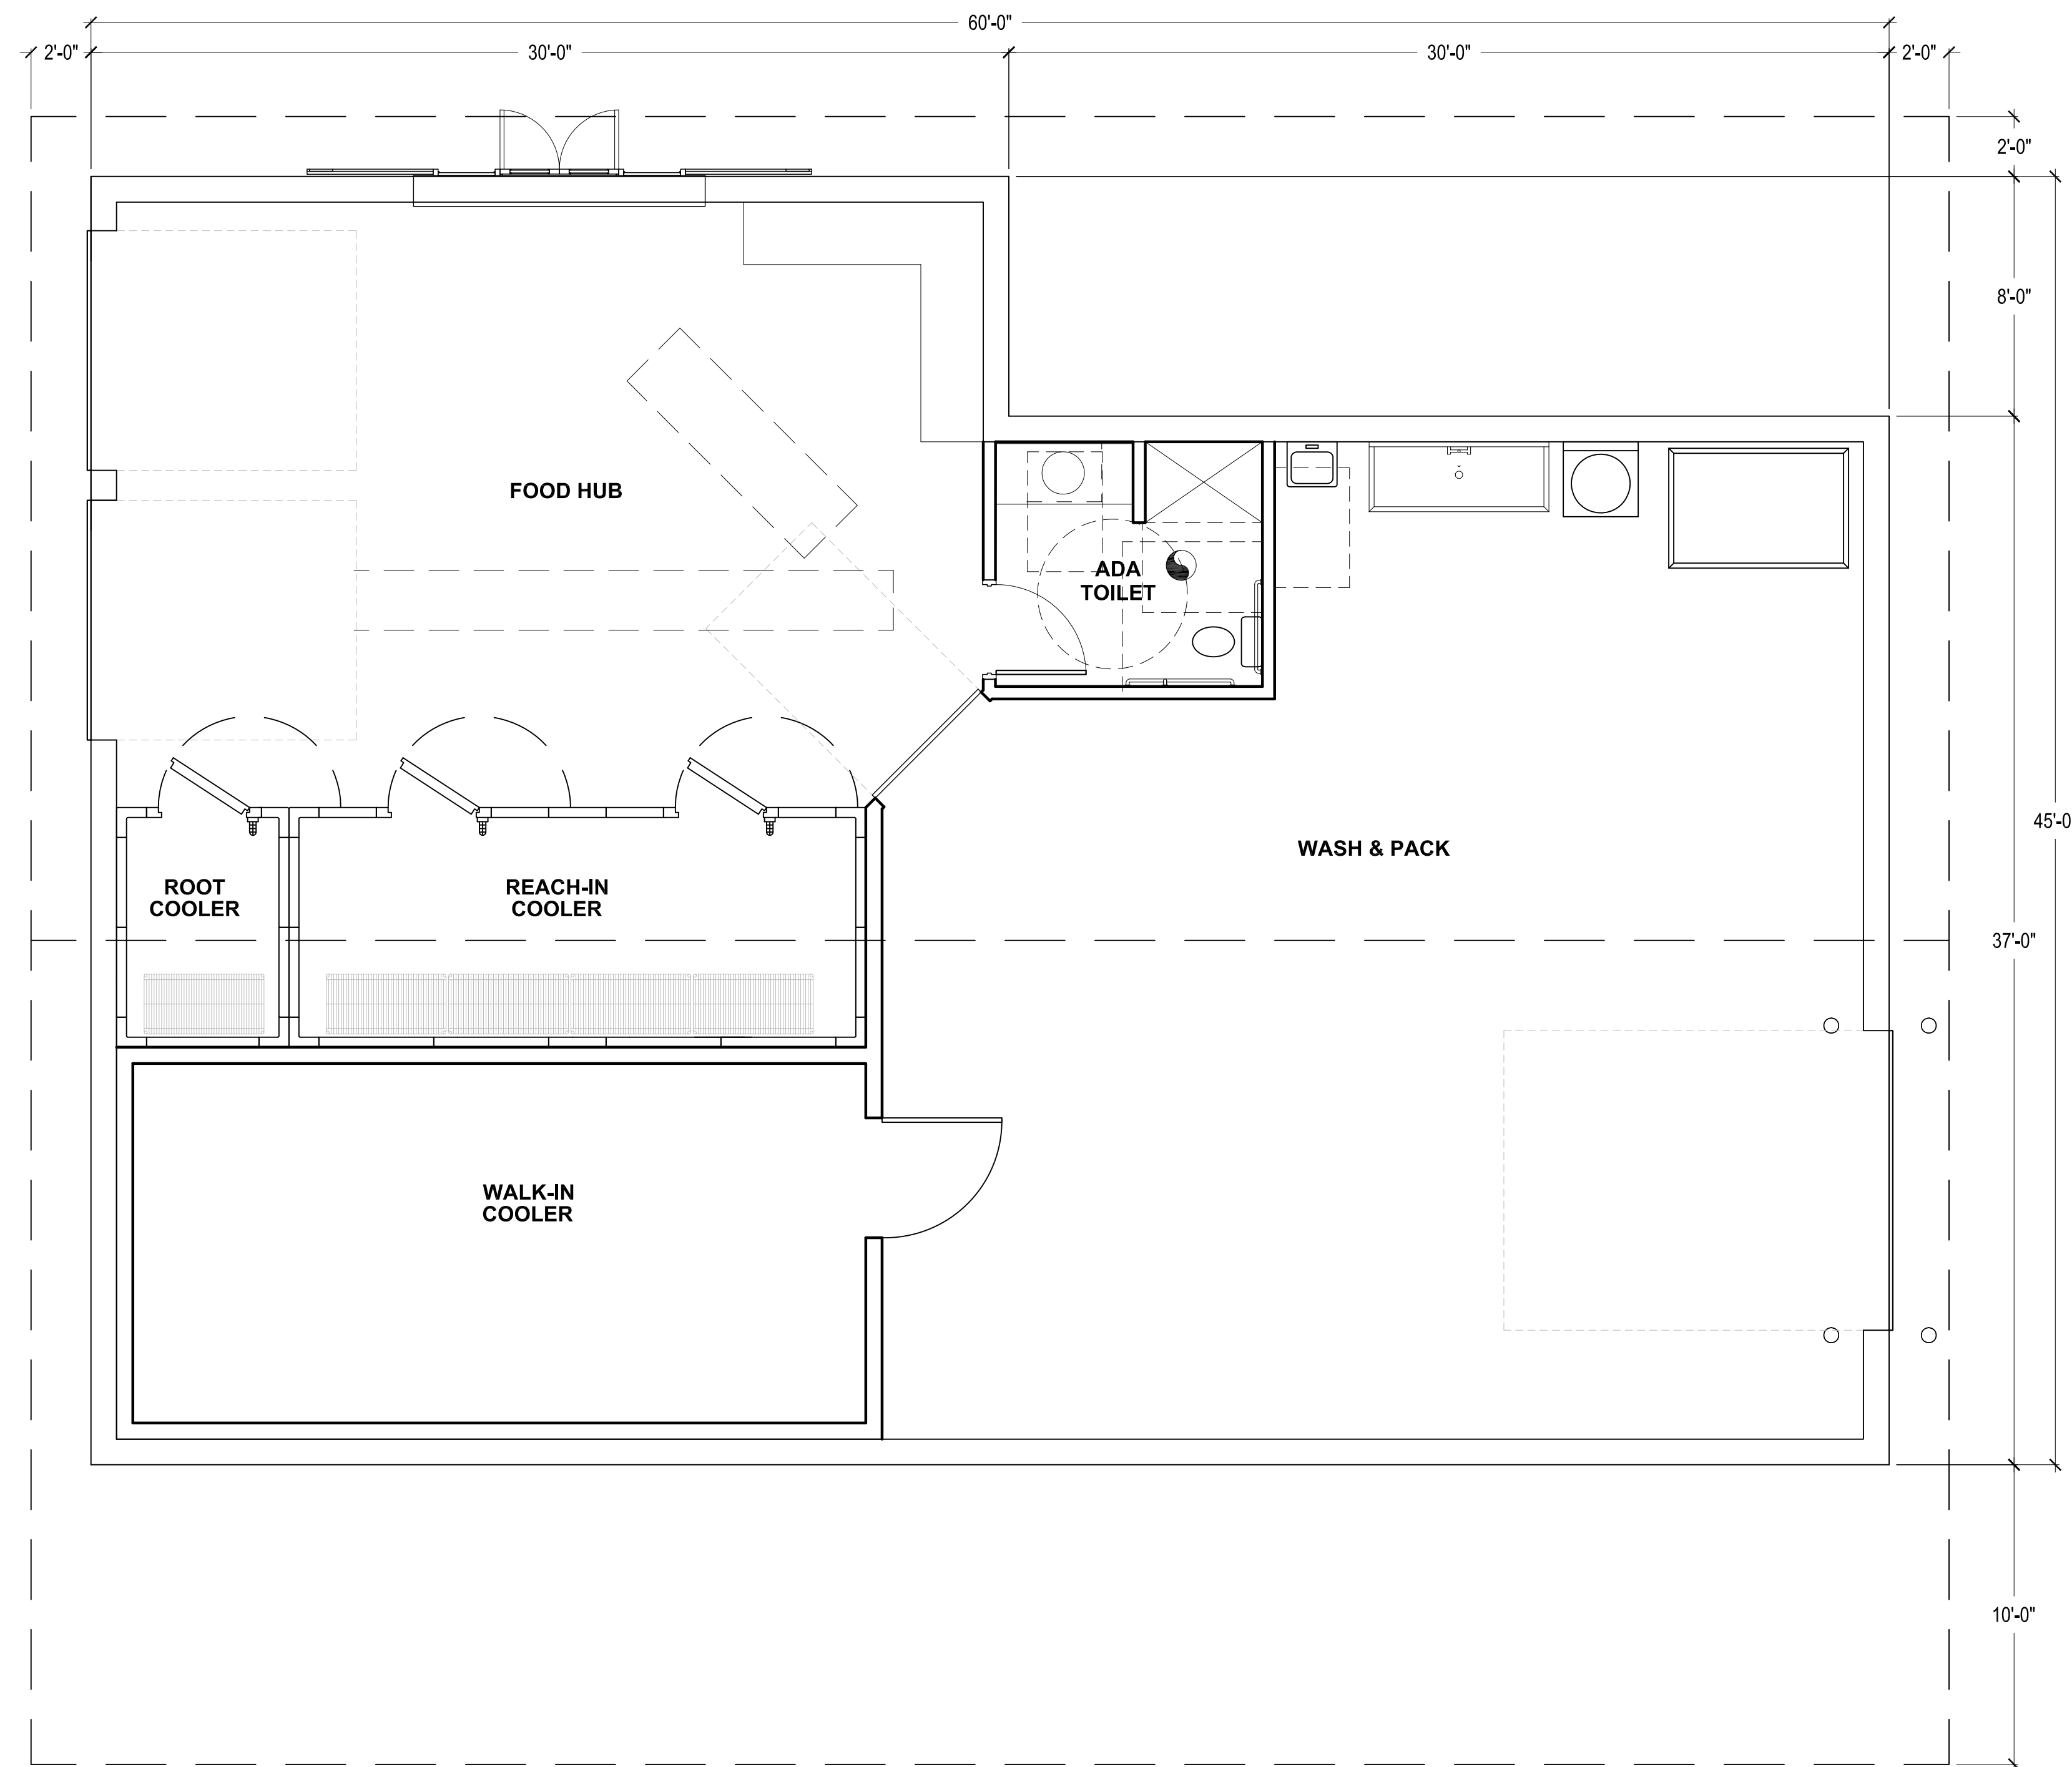 60'-0"
2'-0"
30'-0"
30'-0"
2'-0"
2'-0"
8'-0"
FOOD HUB
ADA
TOILET
45'-0
WASH & PACK
ROOT
COOLER
REACH-IN
COOLER
37'-0"
WALK-IN
COOLER
10'-0"